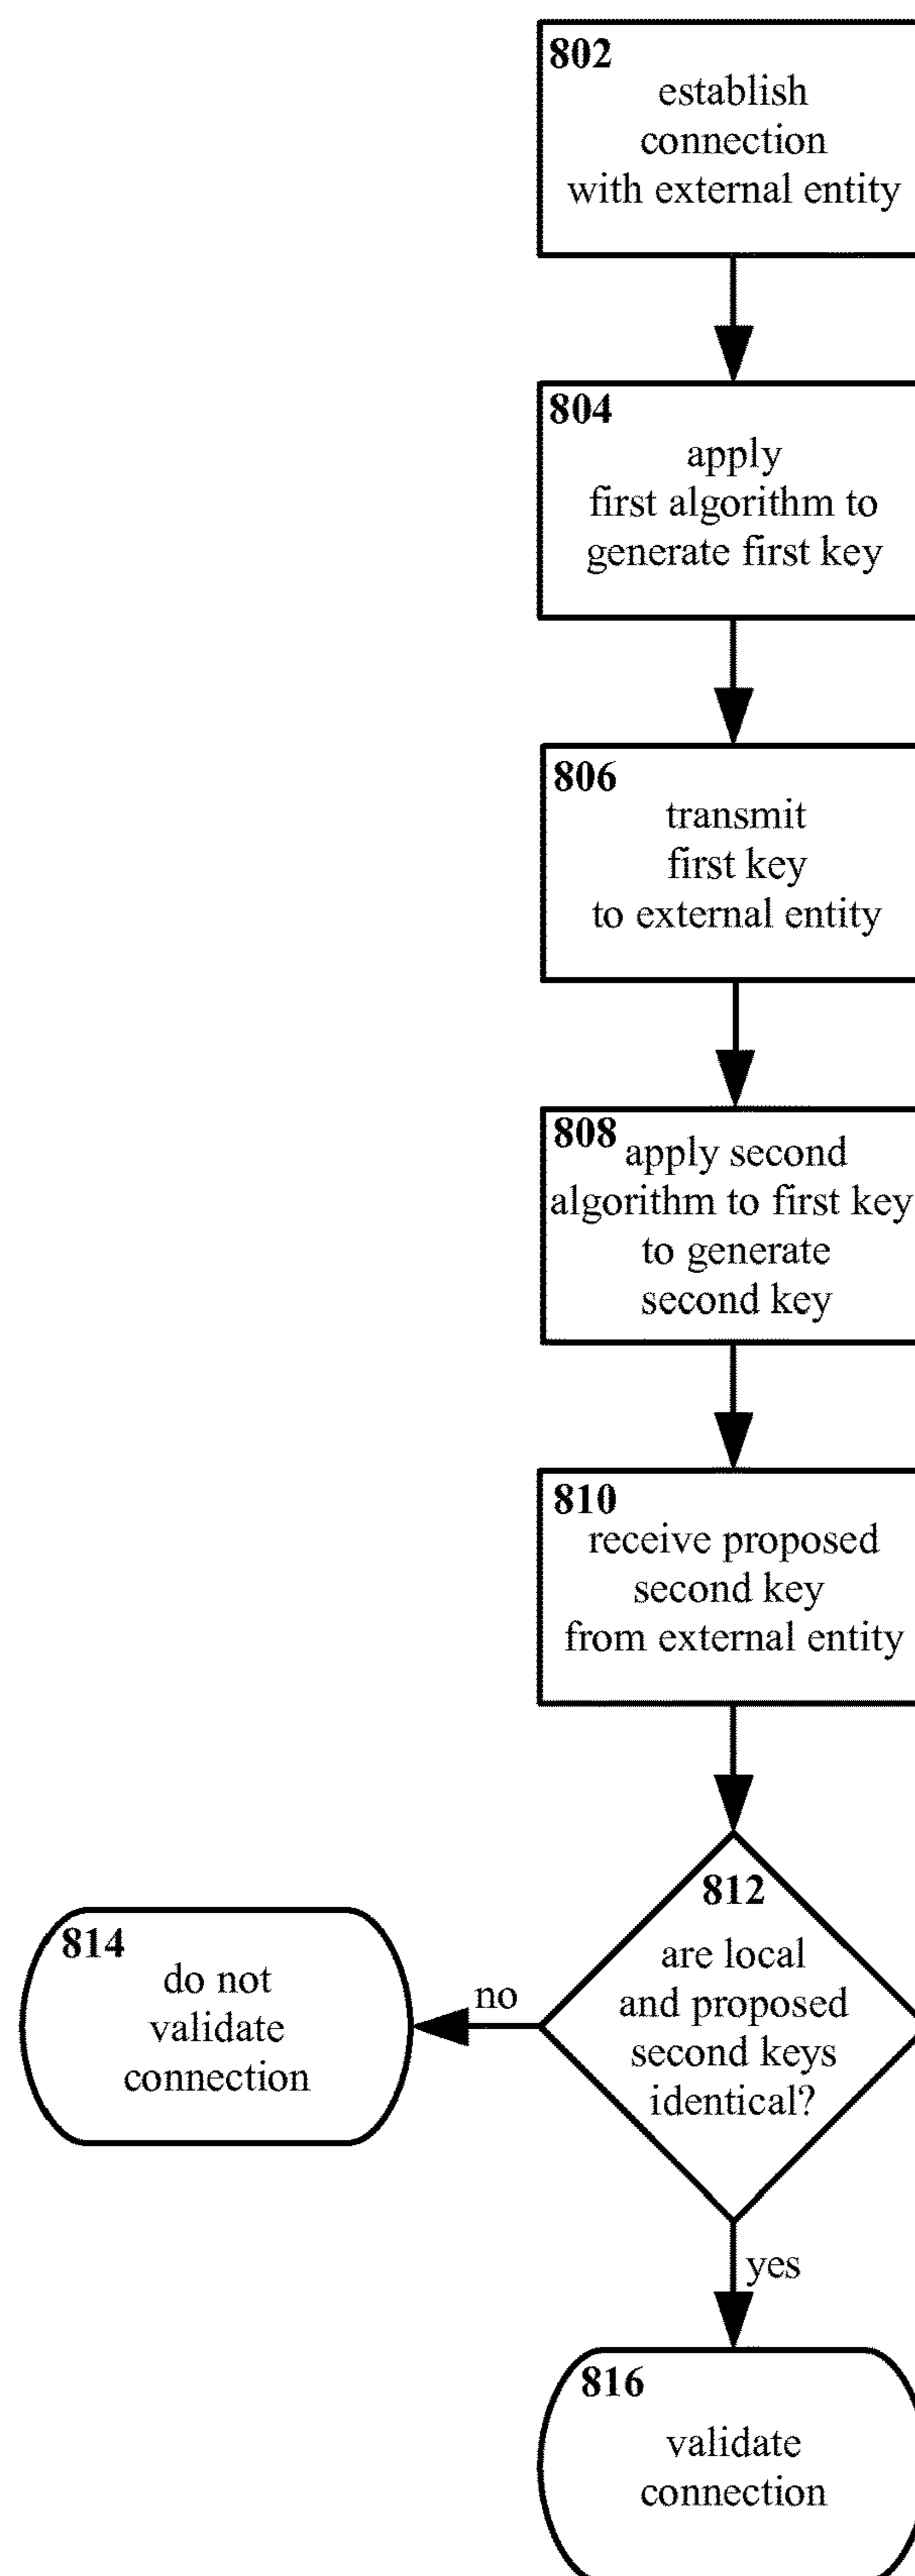 802
establish
connection
with external entity
804
apply
first algorithm to
generate first key
806
transmit
first key
to external entity
808
apply second
algorithm to first key
to generate
second key
810
receive proposed
second key
from external entity
812
are local
and proposed
second keys
identical?
no
814
do not
validate
connection
yes
816
validate
connection